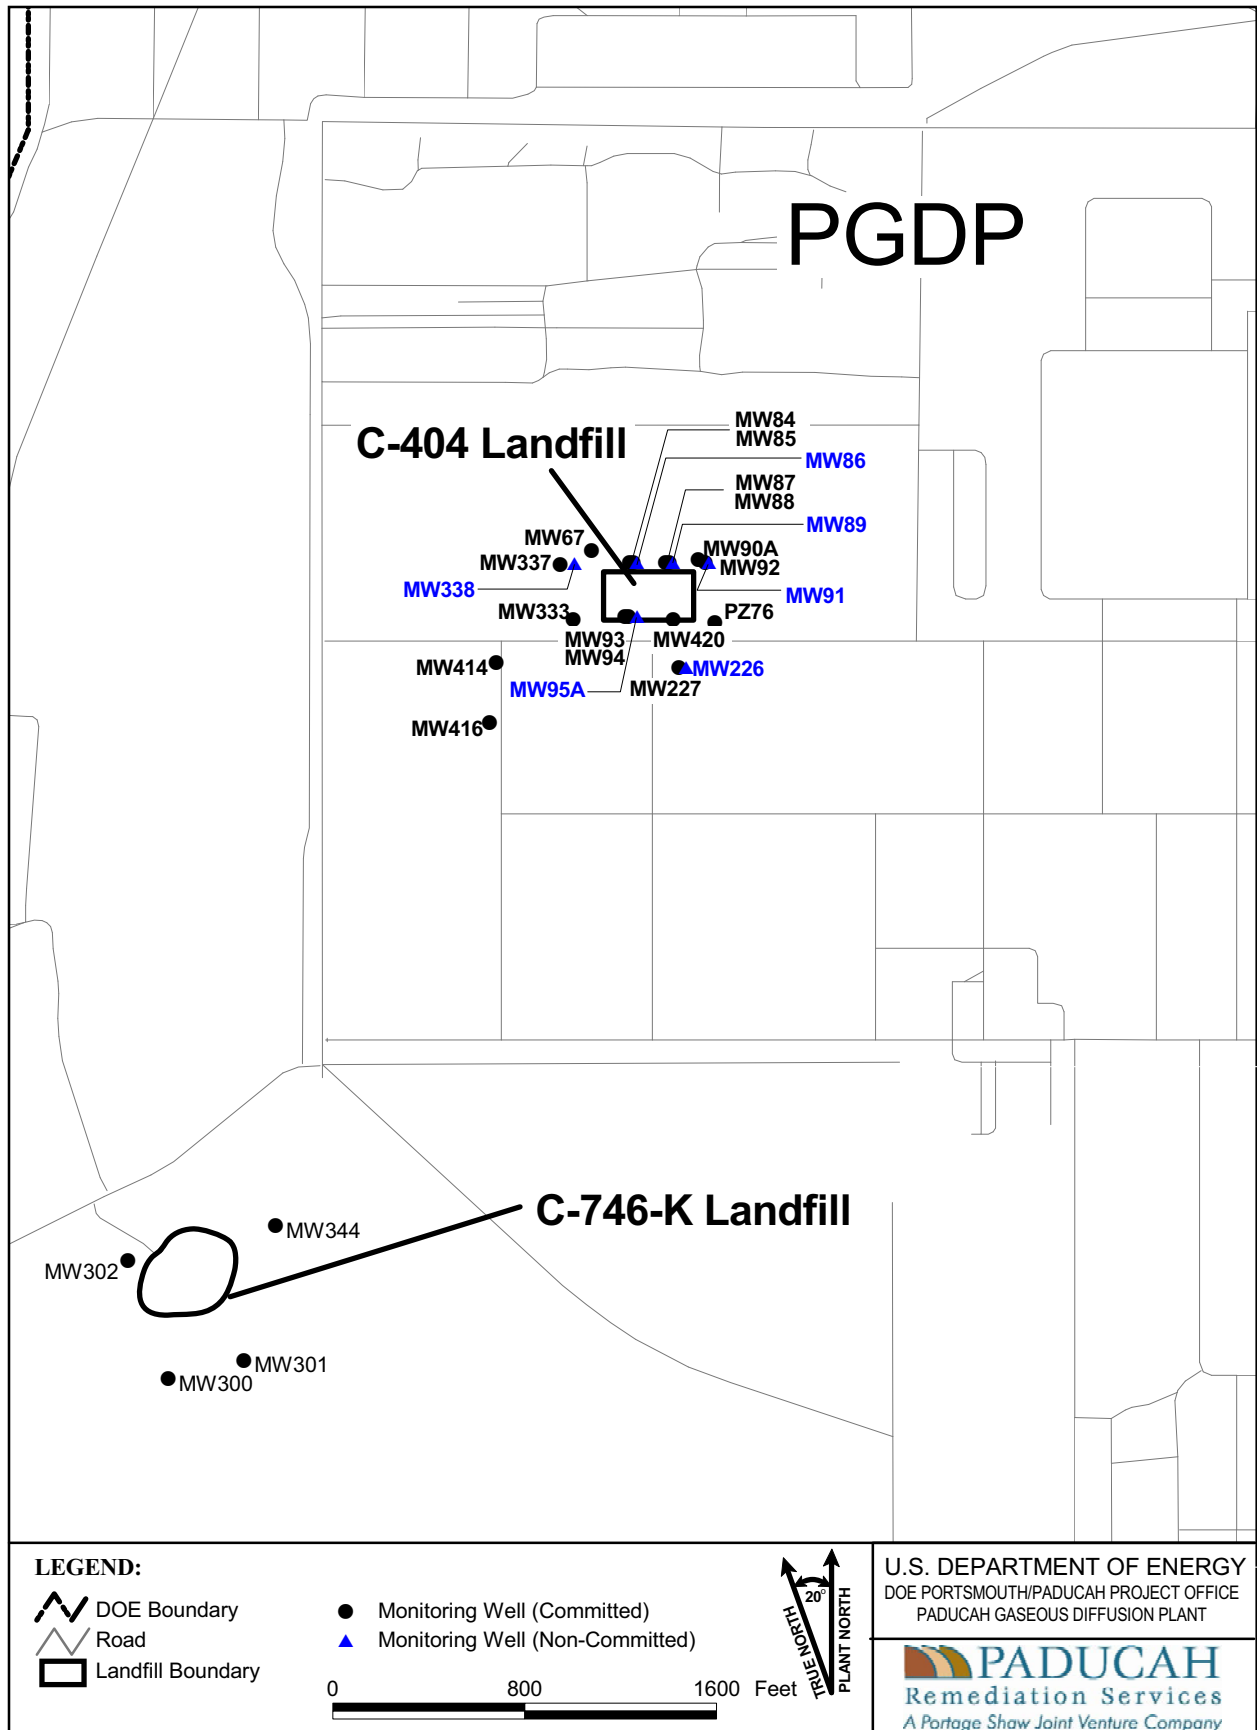 PGDP
C-404 Landfill
MW84
MW85
MW86
MW87
MW88
MW89
MW67
MW90A
MW337
MW92
MW338
MW91
MW333
PZ76
MW93
MW420
MW94
MW414
MW226
MW95A
MW227
MW416
C-746-K Landfill
MW344
MW302
MW301
MW300
LEGEND:
DOE Boundary
Road
Landfill Boundary
Monitoring Well (Committed)
Monitoring Well (Non-Committed)
0 800 1600 Feet
20°
TRUE NORTH
PLANT NORTH
U.S. DEPARTMENT OF ENERGY
DOE PORTSMOUTH/PADUCAH PROJECT OFFICE
PADUCAH GASEOUS DIFFUSION PLANT
PADUCAH
Remediation Services
A Portage Shaw Joint Venture Company